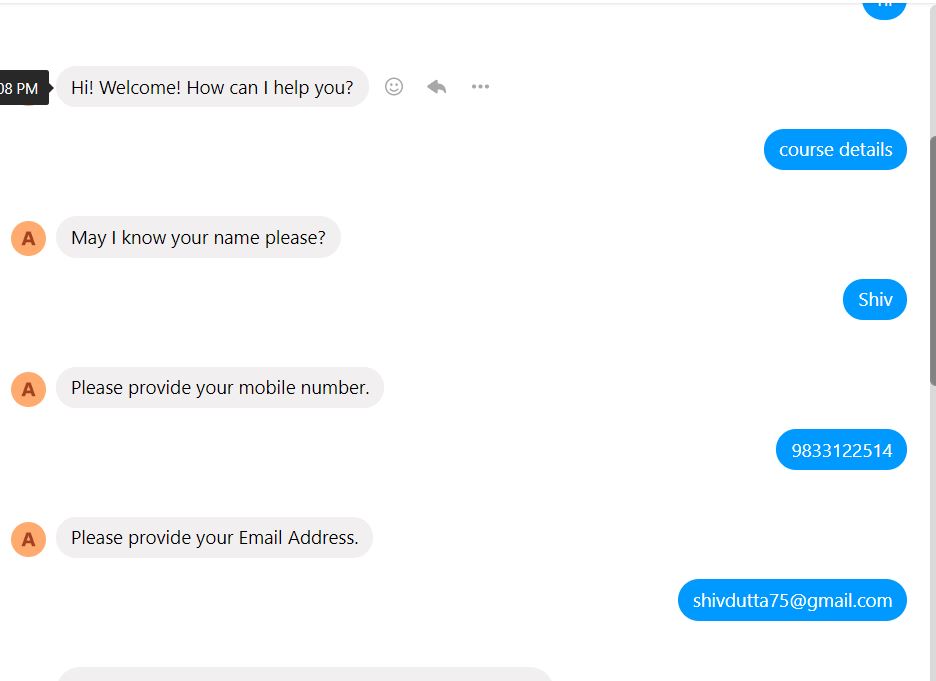 Hi
08 PM
Hi! Welcome! How can I help you?
course details
A
May I know your name please?
Shiv
A
Please provide your mobile number.
9833122514
A
Please provide your Email Address.
shivdutta75@gmail.com